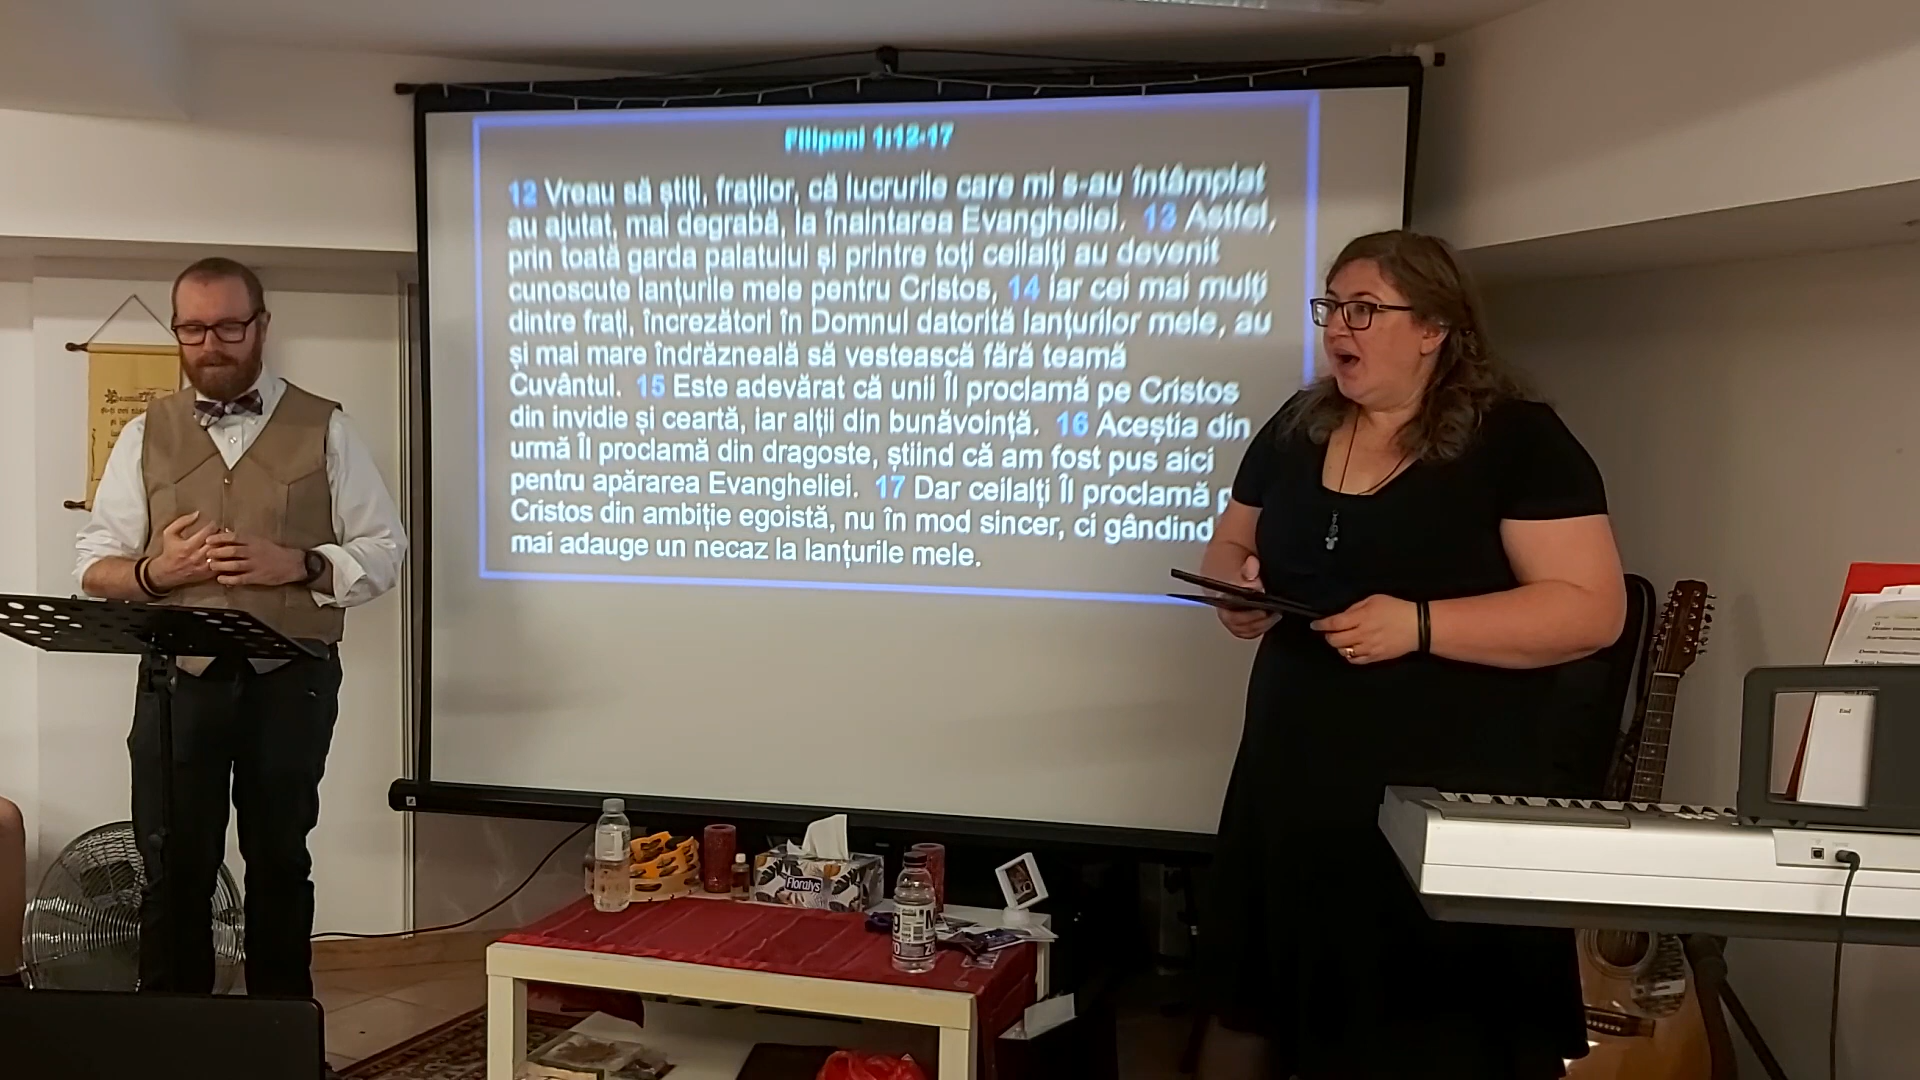 Filipeni 1:12-17
12 Vreau să știți, fraților, că lucrurile care mi s-au întâmplat
au ajutat, mai degrabă, la înaintarea Evangheliei. 13 Astfel,
prin toată garda palatului și printre toți ceilalți au devenit
cunoscute lanțurile mele pentru Cristos, 14 iar cei mai mulți
dintre frați, încrezători în Domnul datorită lanțurilor mele, au
și mai mare îndrăzneală să vestească fără teamă
Cuvântul. 15 Este adevărat că unii Îl proclamă pe Cristos
din invidie și ceartă, iar alții din bunăvoință. 16 Aceștia din
urmă Îl proclamă din dragoste, știind că am fost pus aici
pentru apărarea Evangheliei. 17 Dar ceilalți Îl proclamă
Cristos din ambiție egoistă, nu în mod sincer, ci gândind
mai adauge un necaz la lanțurile mele.
Floralys
End